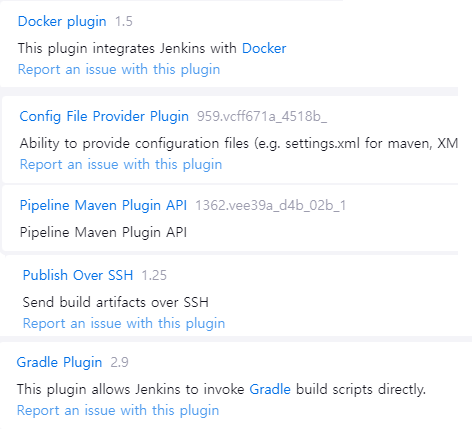 Docker plugin 1.5
This plugin integrates Jenkins with Docker
Report an issue with this plugin
Config File Provider Plugin 959.vcff671a_4518b_
Ability to provide configuration files (e.g. settings.xml for maven, XM
Report an issue with this plugin
Pipeline Maven Plugin API 1362.vee39a_d4b_02b_1
Pipeline Maven Plugin API
Publish Over SSH 1.25
Send build artifacts over SSH
Report an issue with this plugin
Gradle Plugin 2.9
This plugin allows Jenkins to invoke Gradle build scripts directly.
Report an issue with this plugin